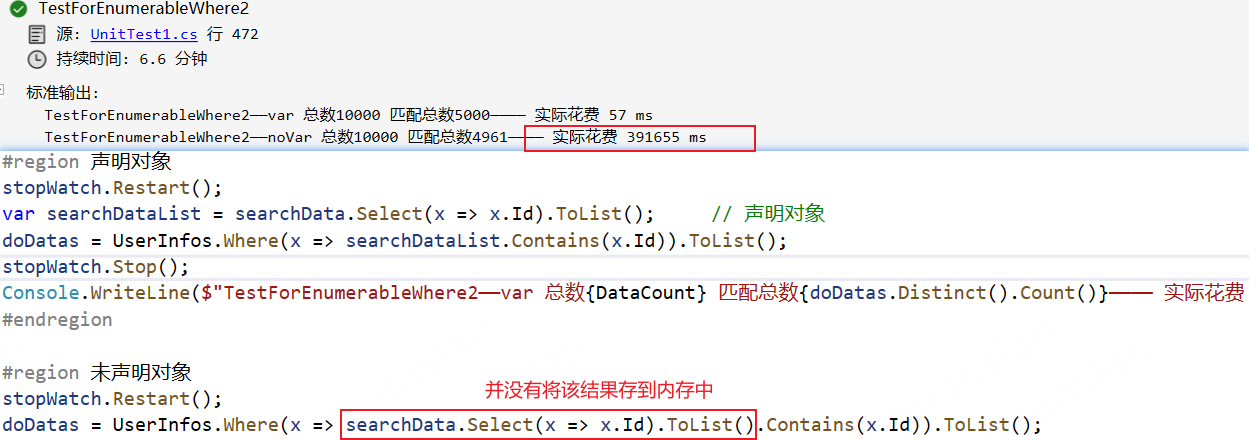 TestForEnumerableWhere2
源: UnitTest1.cs 行 472
持续时间: 6.6 分钟
标准输出:
TestForEnumerableWhere2——var 总数10000 匹配总数5000———— 实际花费 57 ms
TestForEnumerableWhere2——noVar 总数10000 匹配总数4961———— 实际花费 391655 ms
#region 声明对象
stopWatch.Restart();
var searchDataList = searchData.Select(x => x.Id).ToList();     // 声明对象
doDatas = UserInfos.Where(x => searchDataList.Contains(x.Id)).ToList();
stopWatch.Stop();
Console.WriteLine($"TestForEnumerableWhere2——var 总数{DataCount} 匹配总数{doDatas.Distinct().Count()}———— 实际花费
#endregion
#region 未声明对象
并没有将该结果存到内存中
stopWatch.Restart();
doDatas = UserInfos.Where(x => searchData.Select(x => x.Id).ToList().Contains(x.Id)).ToList();